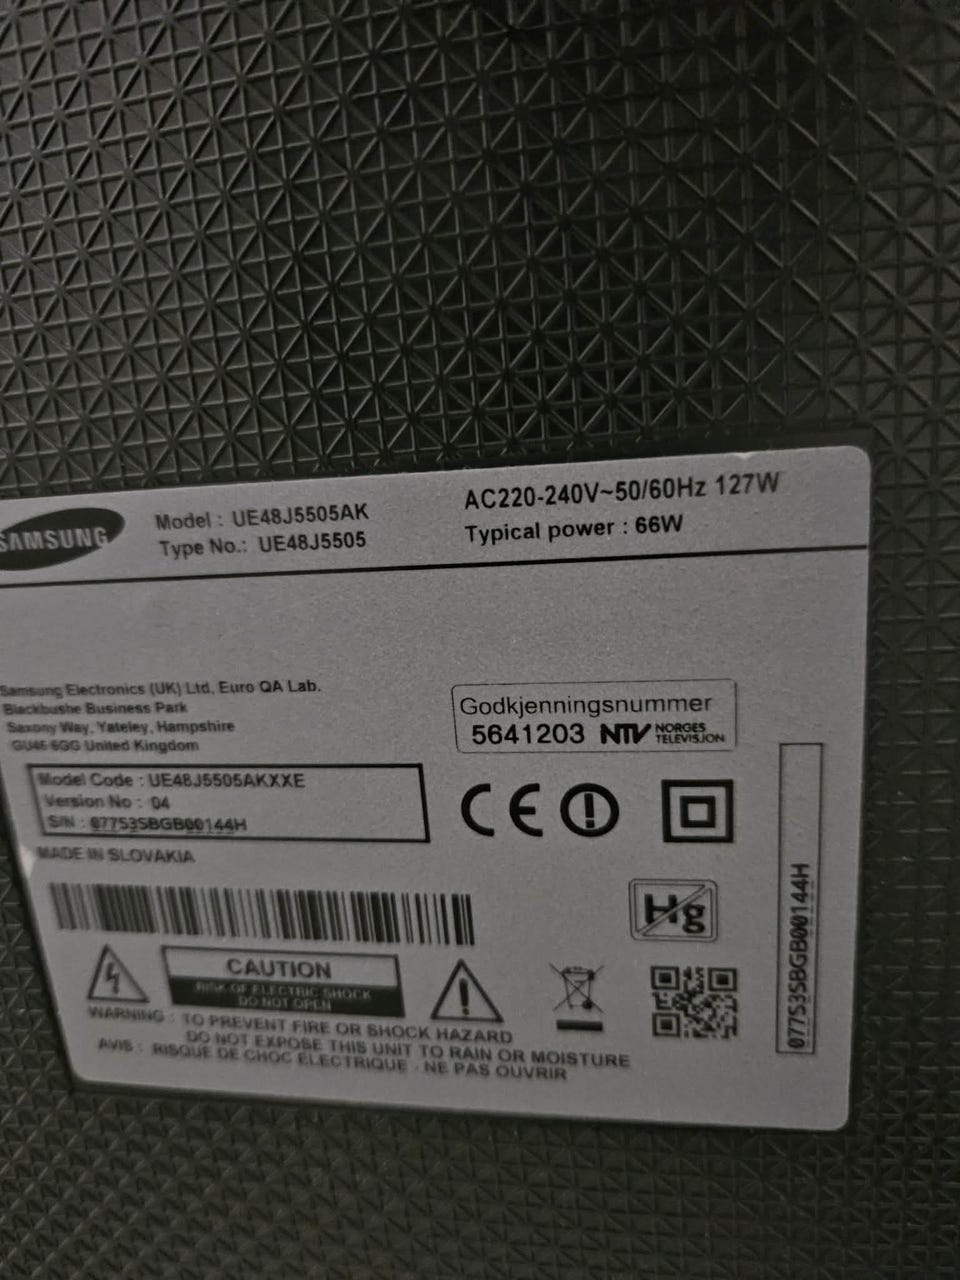 SAMSUNG
Model : UE48J5505AK
Type No.: UE48J5505
AC220-240V~50/60Hz 127W
Typical power : 66W
Samsung Electronics (UK) Ltd, Euro QA Lab.
Blackbushe Business Park
Saxony Way, Yateley, Hampshire
GU46 6GG United Kingdom
Godkjenningsnummer
5641203 NTV NORGES
TELEVISJON
Model Code : UE48J5505AKXXE
Version No : 04
S/N : 077S3SBGB00144H
MADE IN SLOVAKIA
CE
Hg
077S3SBGB00144H
CAUTION
RISK OF ELECTRIC SHOCK
DO NOT OPEN
WARNING : TO PREVENT FIRE OR SHOCK HAZARD
DO NOT EXPOSE THIS UNIT TO RAIN OR MOISTURE
AVIS : RISQUE DE CHOC ELECTRIQUE - NE PAS OUVRIR